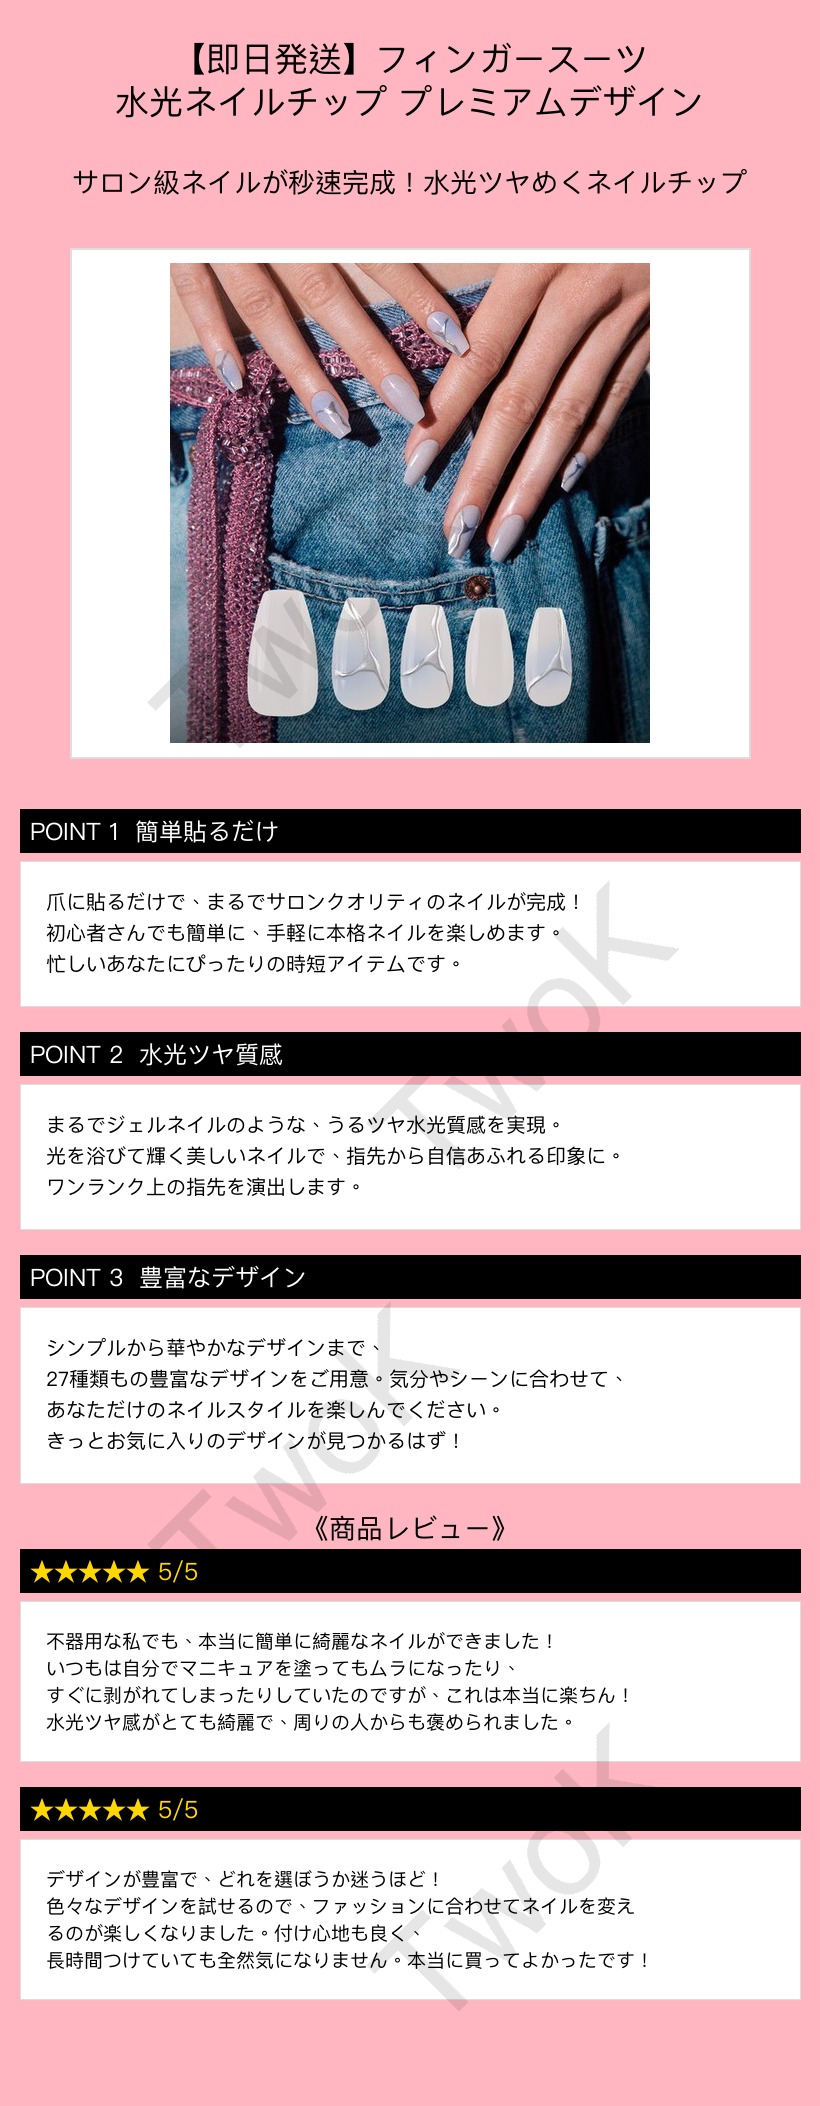 【即日発送】フィンガースーツ
水光ネイルチップ プレミアムデザイン
サロン級ネイルが秒速完成！水光ツヤめくネイルチップ
TwoK
POINT 1 簡単貼るだけ
爪に貼るだけで、まるでサロンクオリティのネイルが完成！
初心者さんでも簡単に、手軽に本格ネイルを楽しめます。
忙しいあなたにぴったりの時短アイテムです。
TwoK
POINT 2 水光ツヤ質感
まるでジェルネイルのような、うるツヤ水光質感を実現。
光を浴びて輝く美しいネイルで、指先から自信あふれる印象に。
ワンランク上の指先を演出します。
POINT 3 豊富なデザイン
シンプルから華やかなデザインまで、
27種類もの豊富なデザインをご用意。気分やシーンに合わせて、
あなただけのネイルスタイルを楽しんでください。
きっとお気に入りのデザインが見つかるはず！
TwoK
《商品レビュー》
★★★★★ 5/5
不器用な私でも、本当に簡単に綺麗なネイルができました！
いつもは自分でマニキュアを塗ってもムラになったり、
すぐに剥がれてしまったりしていたのですが、これは本当に楽ちん！
水光ツヤ感がとても綺麗で、周りの人からも褒められました。
★★★★★ 5/5
デザインが豊富で、どれを選ぼうか迷うほど！
色々なデザインを試せるので、ファッションに合わせてネイルを変え
るのが楽しくなりました。付け心地も良く、
長時間つけていても全然気になりません。本当に買ってよかったです！
TwoK